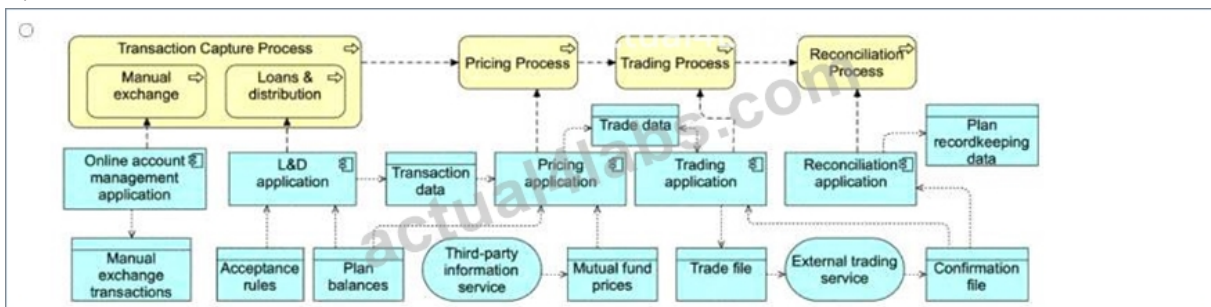 Transaction Capture Process
Manual
exchange
Loans &
distribution
Pricing Process
Trading Process
Reconciliation
Process
Trade data
Plan
recordkeeping
data
Online account
management
application
L&D
application
Transaction
data
Pricing
application
Trading
application
Reconciliation
application
Manual
exchange
transactions
Acceptance
rules
Plan
balances
Third-party
information
service
Mutual fund
prices
Trade file
External trading
service
Confirmation
file
actual4labs.com